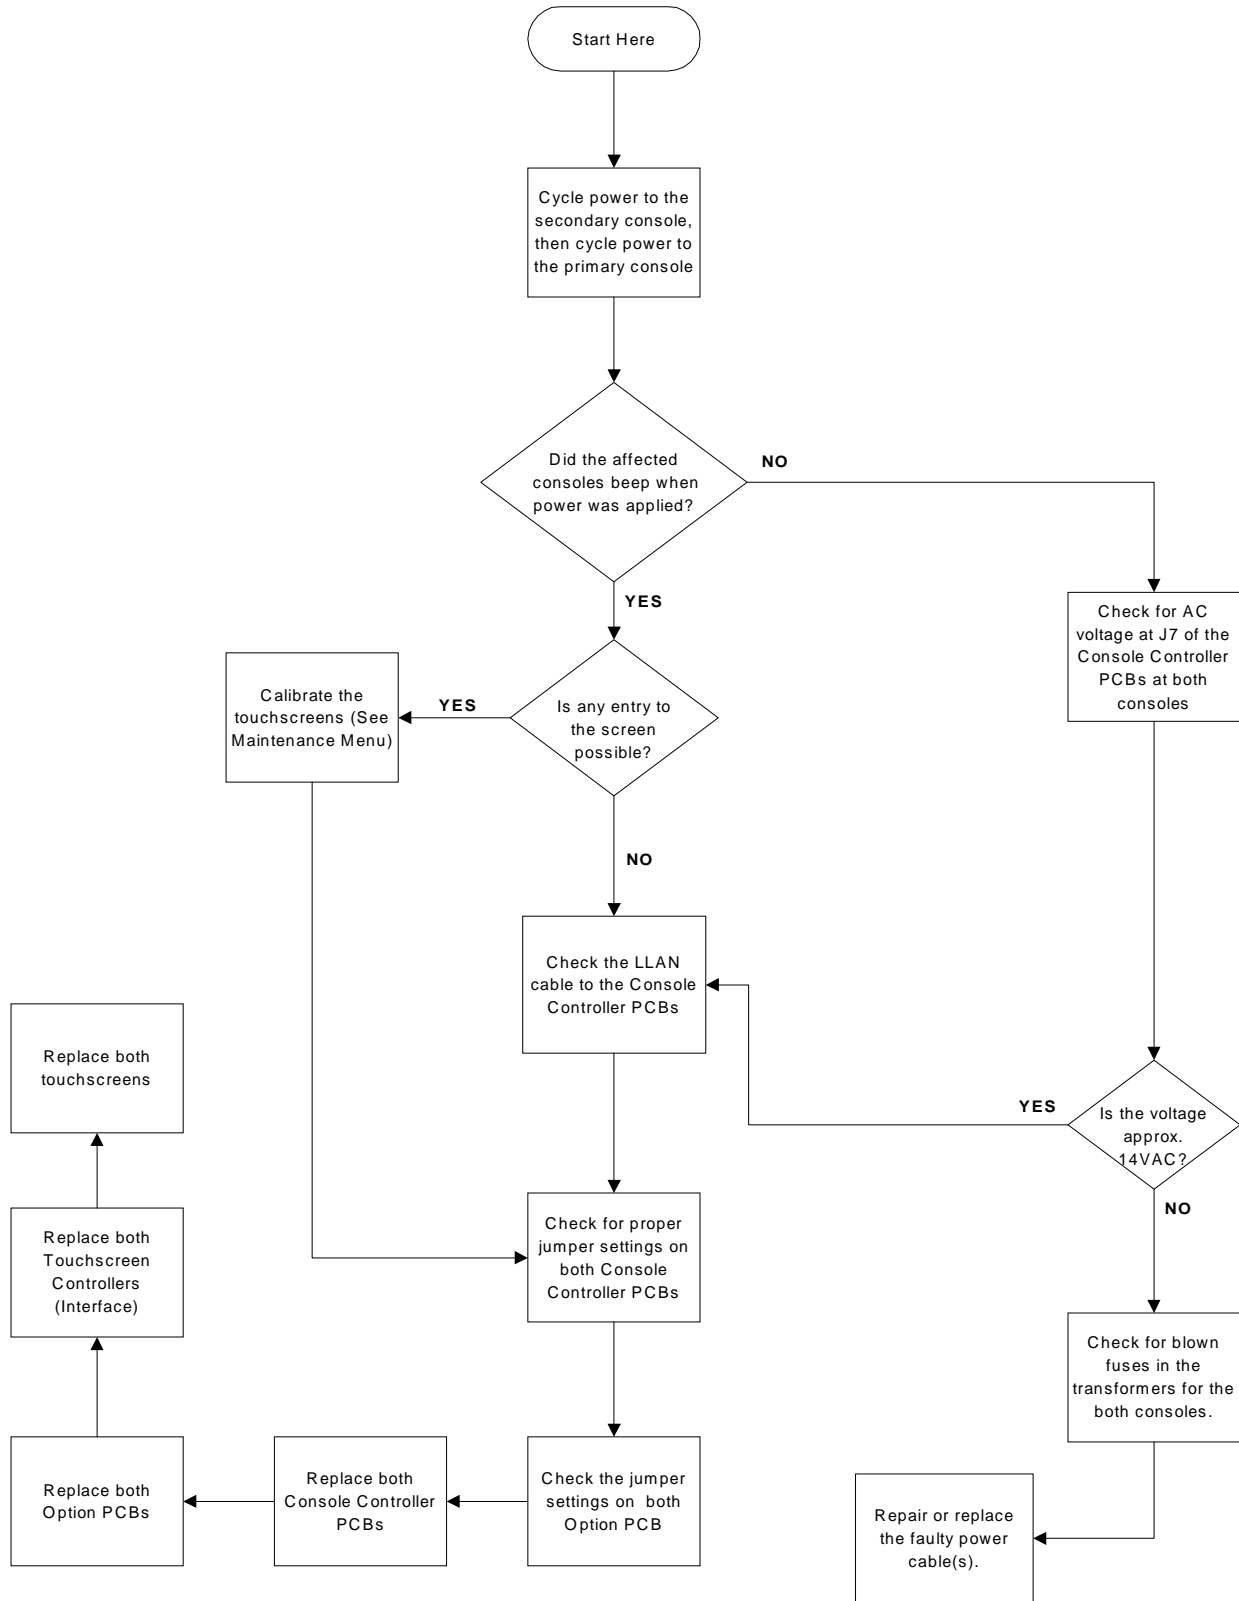 Start Here
Cycle power to the
secondary console,
then cycle power to
the primary console
Did the affected
consoles beep when
power was applied?
NO
YES
Check for AC
voltage at J7 of the
Console Controller
PCBs at both
consoles
Calibrate the
touchscreens (See
Maintenance Menu)
YES
Is any entry to
the screen
possible?
NO
Check the LLAN
cable to the Console
Controller PCBs
Replace both
touchscreens
YES
Is the voltage
approx.
14VAC?
NO
Replace both
Touchscreen
Controllers
(Interface)
Check for proper
jumper settings on
both Console
Controller PCBs
Check for blown
fuses in the
transformers for the
both consoles.
Replace both
Option PCBs
Replace both
Console Controller
PCBs
Check the jumper
settings on both
Option PCB
Repair or replace
the faulty power
cable(s).